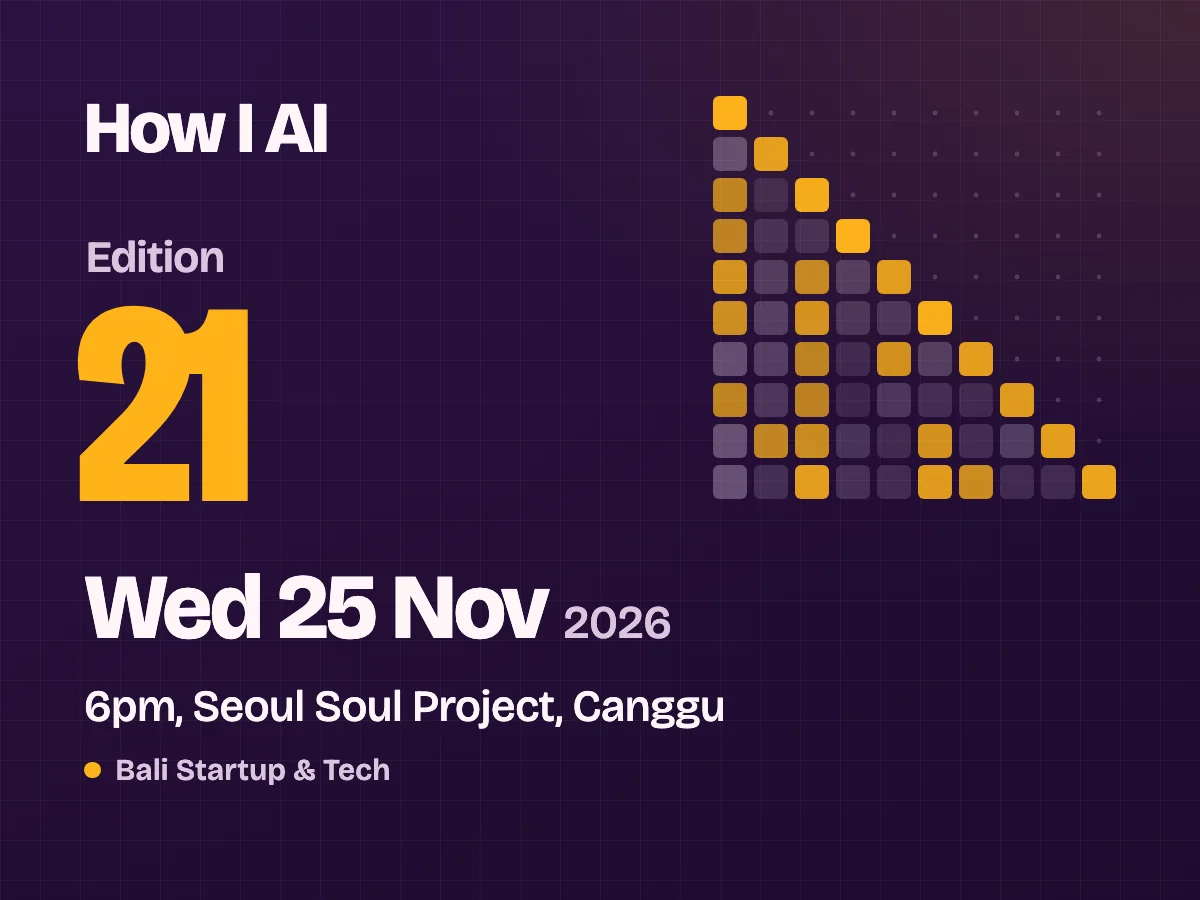 How I AI
Edition
21
Wed 25 Nov 2026
6pm, Seoul Soul Project, Canggu
Bali Startup & Tech